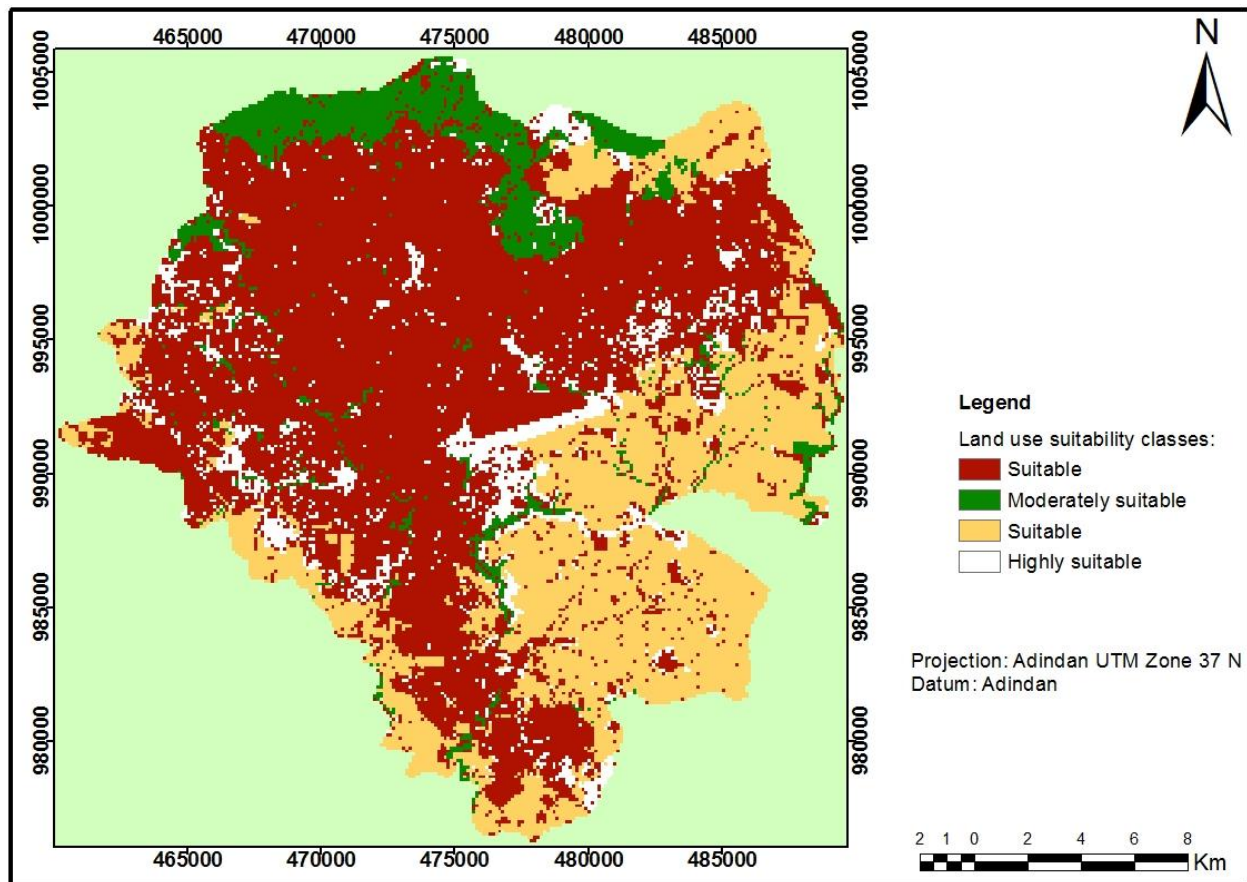 N
465000 470000 475000 480000 485000
1005000 1005000
1000000 1000000
995000 995000
990000 990000
985000 985000
980000 980000
465000 470000 475000 480000 485000
Legend
Land use suitability classes:
Suitable
Moderately suitable
Suitable
Highly suitable
Projection: Adindan UTM Zone 37 N
Datum: Adindan
2 1 0 2 4 6 8
Km